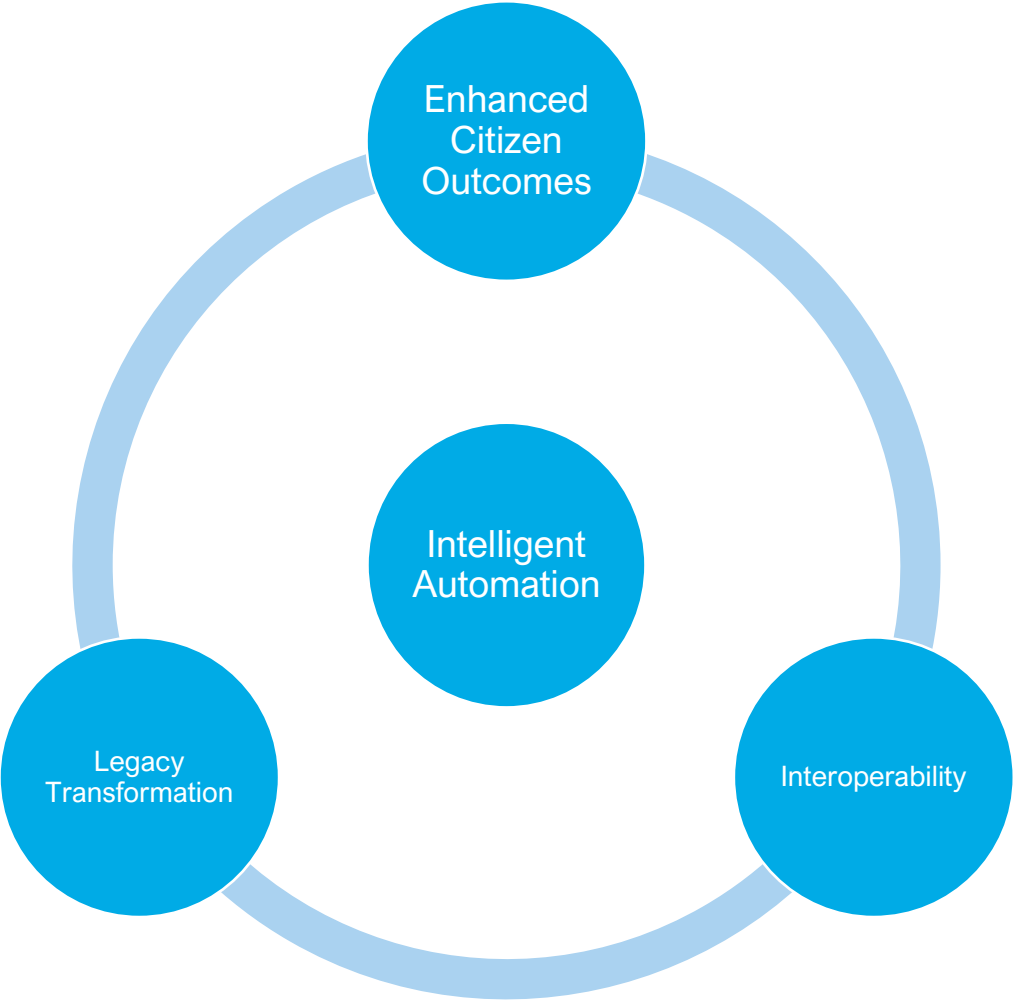 Enhanced
Citizen
Outcomes
Intelligent
Automation
Legacy
Transformation
Interoperability